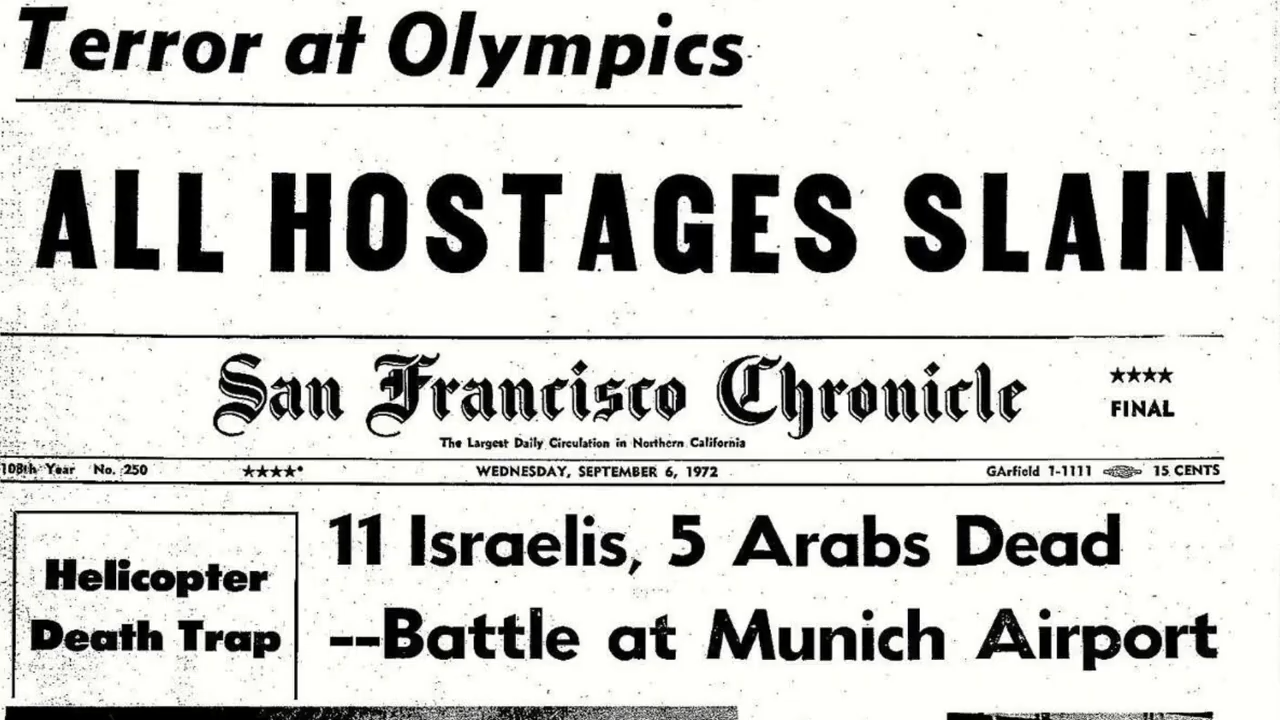 Terror at Olympics
ALL HOSTAGES SLAIN
San Francisco Chronicle
★★★★
FINAL
The Largest Daily Circulation in Northern California
108th Year No. 250 ★★★★* WEDNESDAY, SEPTEMBER 6, 1972 GArfield 1-1111 15 CENTS
Helicopter
Death Trap
11 Israelis, 5 Arabs Dead
--Battle at Munich Airport